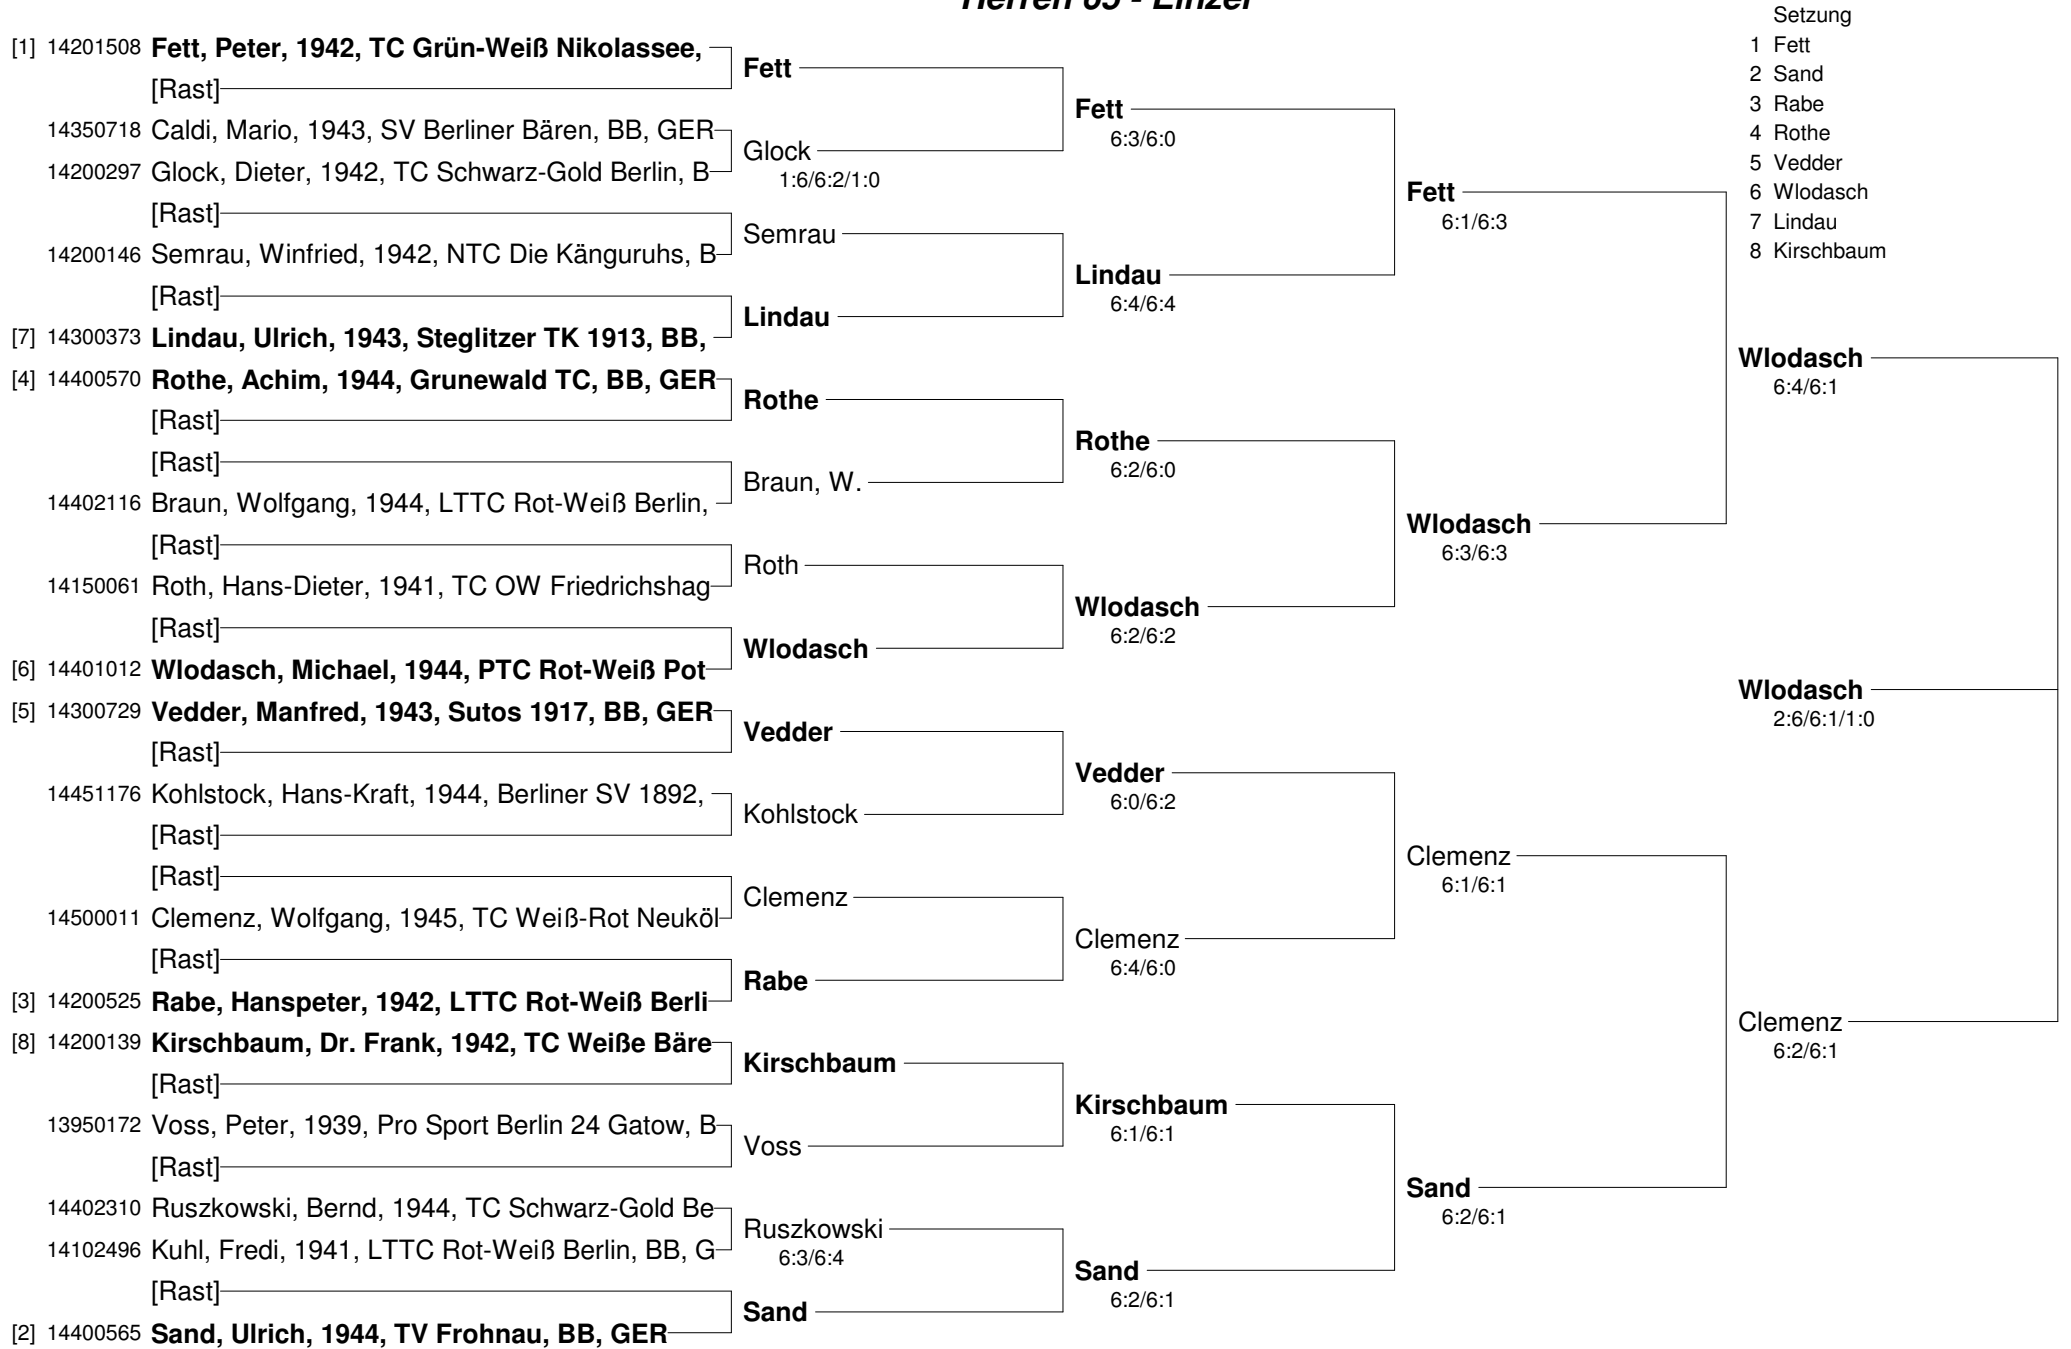 Herren 65 - Einzel
Setzung
1 Fett
2 Sand
3 Rabe
4 Rothe
5 Vedder
6 Wlodasch
7 Lindau
8 Kirschbaum
[1] 14201508 Fett, Peter, 1942, TC Grün-Weiß Nikolassee,
[Rast]
14350718 Caldi, Mario, 1943, SV Berliner Bären, BB, GER
14200297 Glock, Dieter, 1942, TC Schwarz-Gold Berlin, B
[Rast]
14200146 Semrau, Winfried, 1942, NTC Die Känguruhs, B
[Rast]
[7] 14300373 Lindau, Ulrich, 1943, Steglitzer TK 1913, BB,
[4] 14400570 Rothe, Achim, 1944, Grunewald TC, BB, GER
[Rast]
[Rast]
14402116 Braun, Wolfgang, 1944, LTTC Rot-Weiß Berlin,
[Rast]
14150061 Roth, Hans-Dieter, 1941, TC OW Friedrichshag
[Rast]
[6] 14401012 Wlodasch, Michael, 1944, PTC Rot-Weiß Pot
[5] 14300729 Vedder, Manfred, 1943, Sutos 1917, BB, GER
[Rast]
14451176 Kohlstock, Hans-Kraft, 1944, Berliner SV 1892,
[Rast]
[Rast]
14500011 Clemenz, Wolfgang, 1945, TC Weiß-Rot Neuköl
[Rast]
[3] 14200525 Rabe, Hanspeter, 1942, LTTC Rot-Weiß Berli
[8] 14200139 Kirschbaum, Dr. Frank, 1942, TC Weiße Bäre
[Rast]
13950172 Voss, Peter, 1939, Pro Sport Berlin 24 Gatow, B
[Rast]
14402310 Ruszkowski, Bernd, 1944, TC Schwarz-Gold Be
14102496 Kuhl, Fredi, 1941, LTTC Rot-Weiß Berlin, BB, G
[Rast]
[2] 14400565 Sand, Ulrich, 1944, TV Frohnau, BB, GER
Fett
Glock
1:6/6:2/1:0
Semrau
Lindau
Rothe
Braun, W.
Roth
Wlodasch
Vedder
Kohlstock
Clemenz
Rabe
Kirschbaum
Voss
Ruszkowski
6:3/6:4
Sand
Fett
6:3/6:0
Lindau
6:4/6:4
Rothe
6:2/6:0
Wlodasch
6:2/6:2
Vedder
6:0/6:2
Clemenz
6:4/6:0
Kirschbaum
6:1/6:1
Sand
6:2/6:1
Fett
6:1/6:3
Wlodasch
6:3/6:3
Clemenz
6:1/6:1
Sand
6:2/6:1
Wlodasch
6:4/6:1
Wlodasch
2:6/6:1/1:0
Clemenz
6:2/6:1